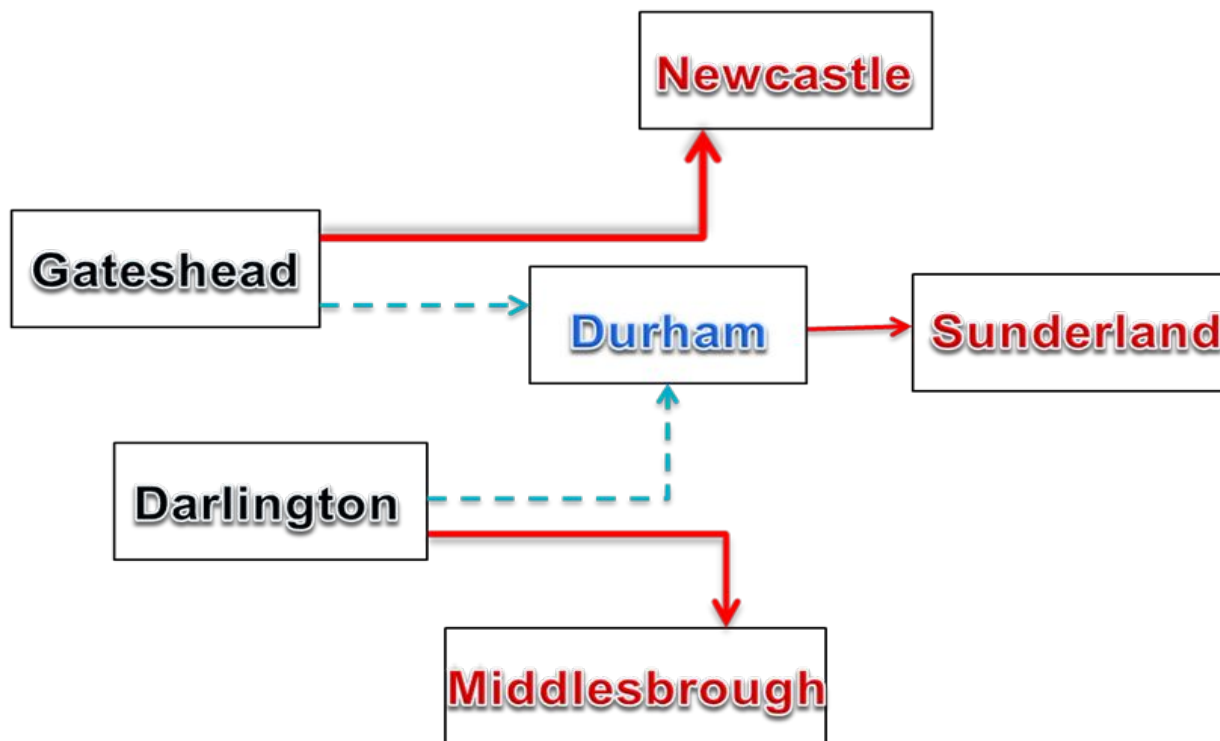 Newcastle
Gateshead
Durham
Sunderland
Darlington
Middlesbrough